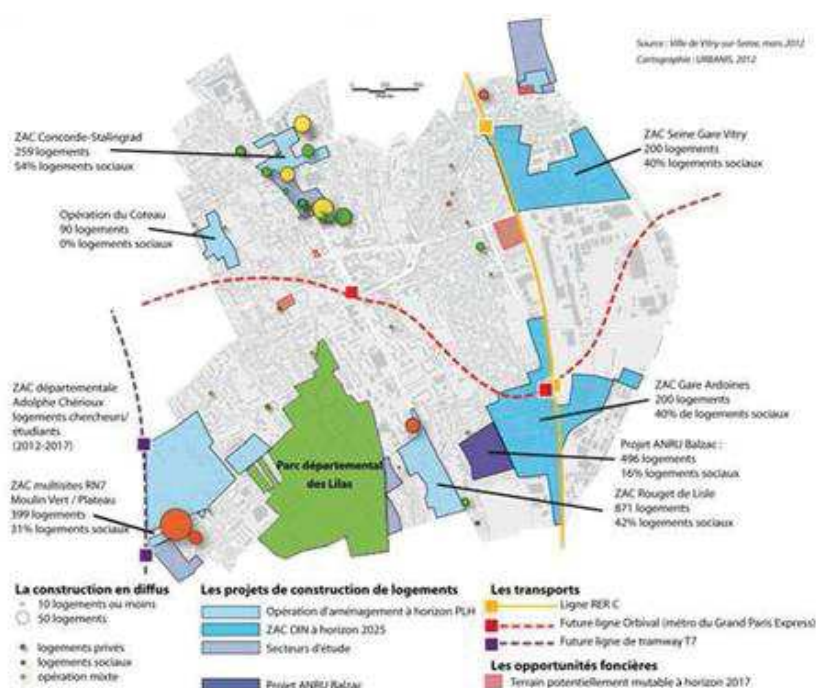 Source : Ville de Vitry-sur-Seine, mars 2012
Cartographie : URBANIS, 2012
ZAC Concorde-Stalingrad
259 logements
54% logements sociaux
Opération du Coteau
90 logements
0% logements sociaux
ZAC Seine Gare Vitry
200 logements
40% logements sociaux
ZAC départementale
Adolphe Chérioux
logements chercheurs/
étudiants
(2012-2017)
ZAC multisites RN7
Moulin Vert / Plateau
399 logements
31% logements sociaux
Parc départemental
des Lilas
ZAC Gare Ardoines
200 logements
40% de logements sociaux
Projet ANRU Balzac :
496 logements
16% logements sociaux
ZAC Rouget de Lisle
871 logements
42% logements sociaux
La construction en diffus
10 logements ou moins
50 logements
logements privés
logements sociaux
opération mixte
Les projets de construction de logements
Opération d'aménagement à horizon PLH
ZAC OIN à horizon 2025
Secteurs d'étude
Projet ANRU Balzac
Les transports
Ligne RER C
Future ligne Orbival (métro du Grand Paris Express)
Future ligne de tramway T7
Les opportunités foncières
Terrain potentiellement mutable à horizon 2017